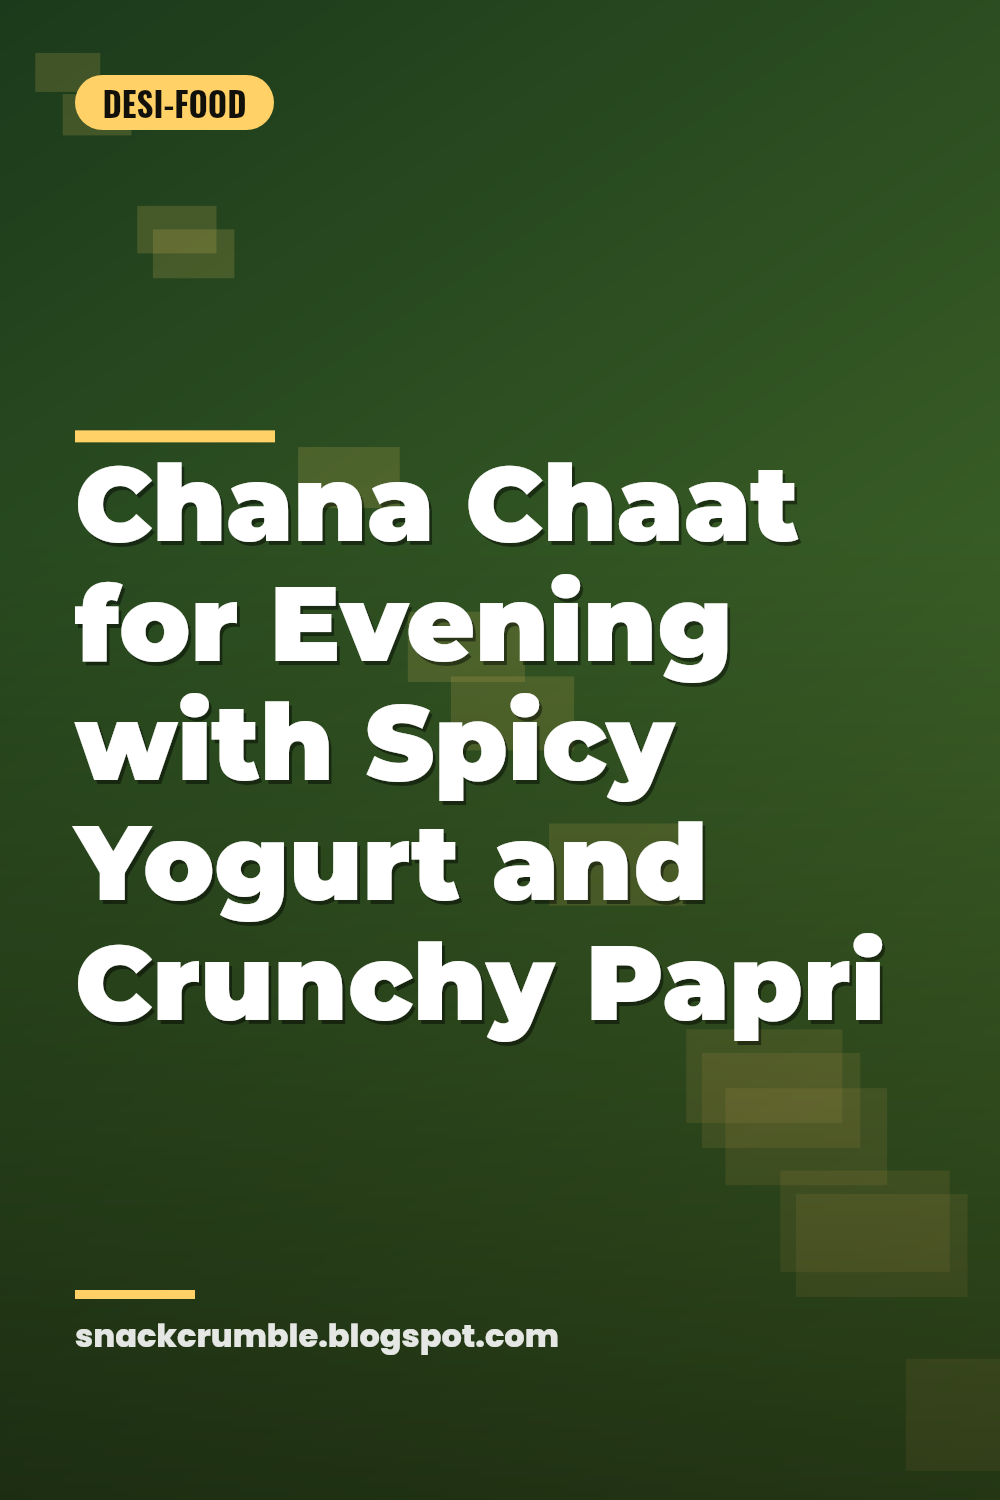 DESI-FOOD
Chana Chaat
for Evening
with Spicy
Yogurt and
Crunchy Papri
snackcrumble.blogspot.com